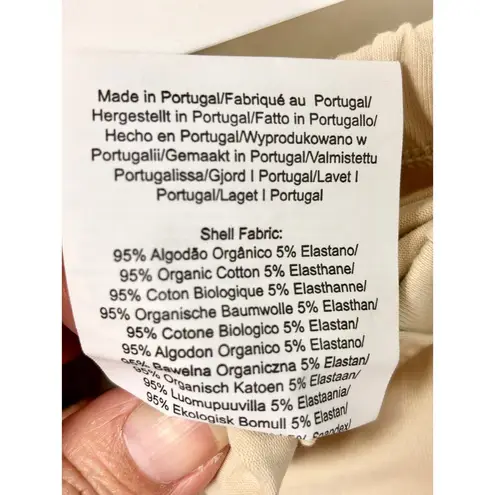 Made in Portugal/Fabriqué au Portugal/
Hergestellt in Portugal/Fatto in Portugallo/
Hecho en Portugal/Wyprodukowano w
Portugalii/Gemaakt in Portugal/Valmistettu
Portugalissa/Gjord I Portugal/Lavet I
Portugal/Laget I Portugal
Shell Fabric:
95% Algodão Orgânico 5% Elastano/
95% Organic Cotton 5% Elasthane/
95% Coton Biologique 5% Elasthanne/
95% Organische Baumwolle 5% Elasthan/
95% Cotone Biologico 5% Elastan/
95% Algodon Organico 5% Elastano/
95% Bawelna Organiczna 5% Elastan/
95% Organisch Katoen 5% Elastaan/
95% Luomupuuvilla 5% Elastaania/
95% Ekologisk Bomull 5% Elastan/
5% Spandex/